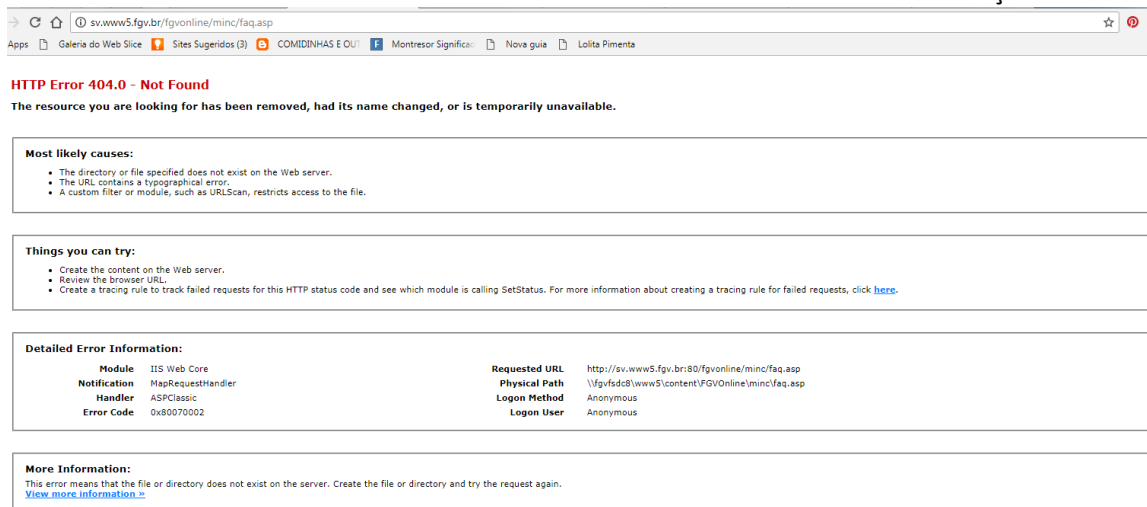 sv.www5.fgv.br/fgvonline/minc/faq.asp
Apps Galeria do Web Slice Sites Sugeridos (3) COMIDINHAS E OUT Montresor Significac Nova guia Lolita Pimenta
HTTP Error 404.0 - Not Found
The resource you are looking for has been removed, had its name changed, or is temporarily unavailable.
Most likely causes:
• The directory or file specified does not exist on the Web server.
• The URL contains a typographical error.
• A custom filter or module, such as URLScan, restricts access to the file.
Things you can try:
• Create the content on the Web server.
• Review the browser URL.
• Create a tracing rule to track failed requests for this HTTP status code and see which module is calling SetStatus. For more information about creating a tracing rule for failed requests, click here.
Detailed Error Information:
Module IIS Web Core Requested URL http://sv.www5.fgv.br:80/fgvonline/minc/faq.asp
Notification MapRequestHandler Physical Path \\fgvfsdc8\www5\content\FGVOnline\minc\faq.asp
Handler ASPClassic Logon Method Anonymous
Error Code 0x80070002 Logon User Anonymous
More Information:
This error means that the file or directory does not exist on the server. Create the file or directory and try the request again.
View more information »